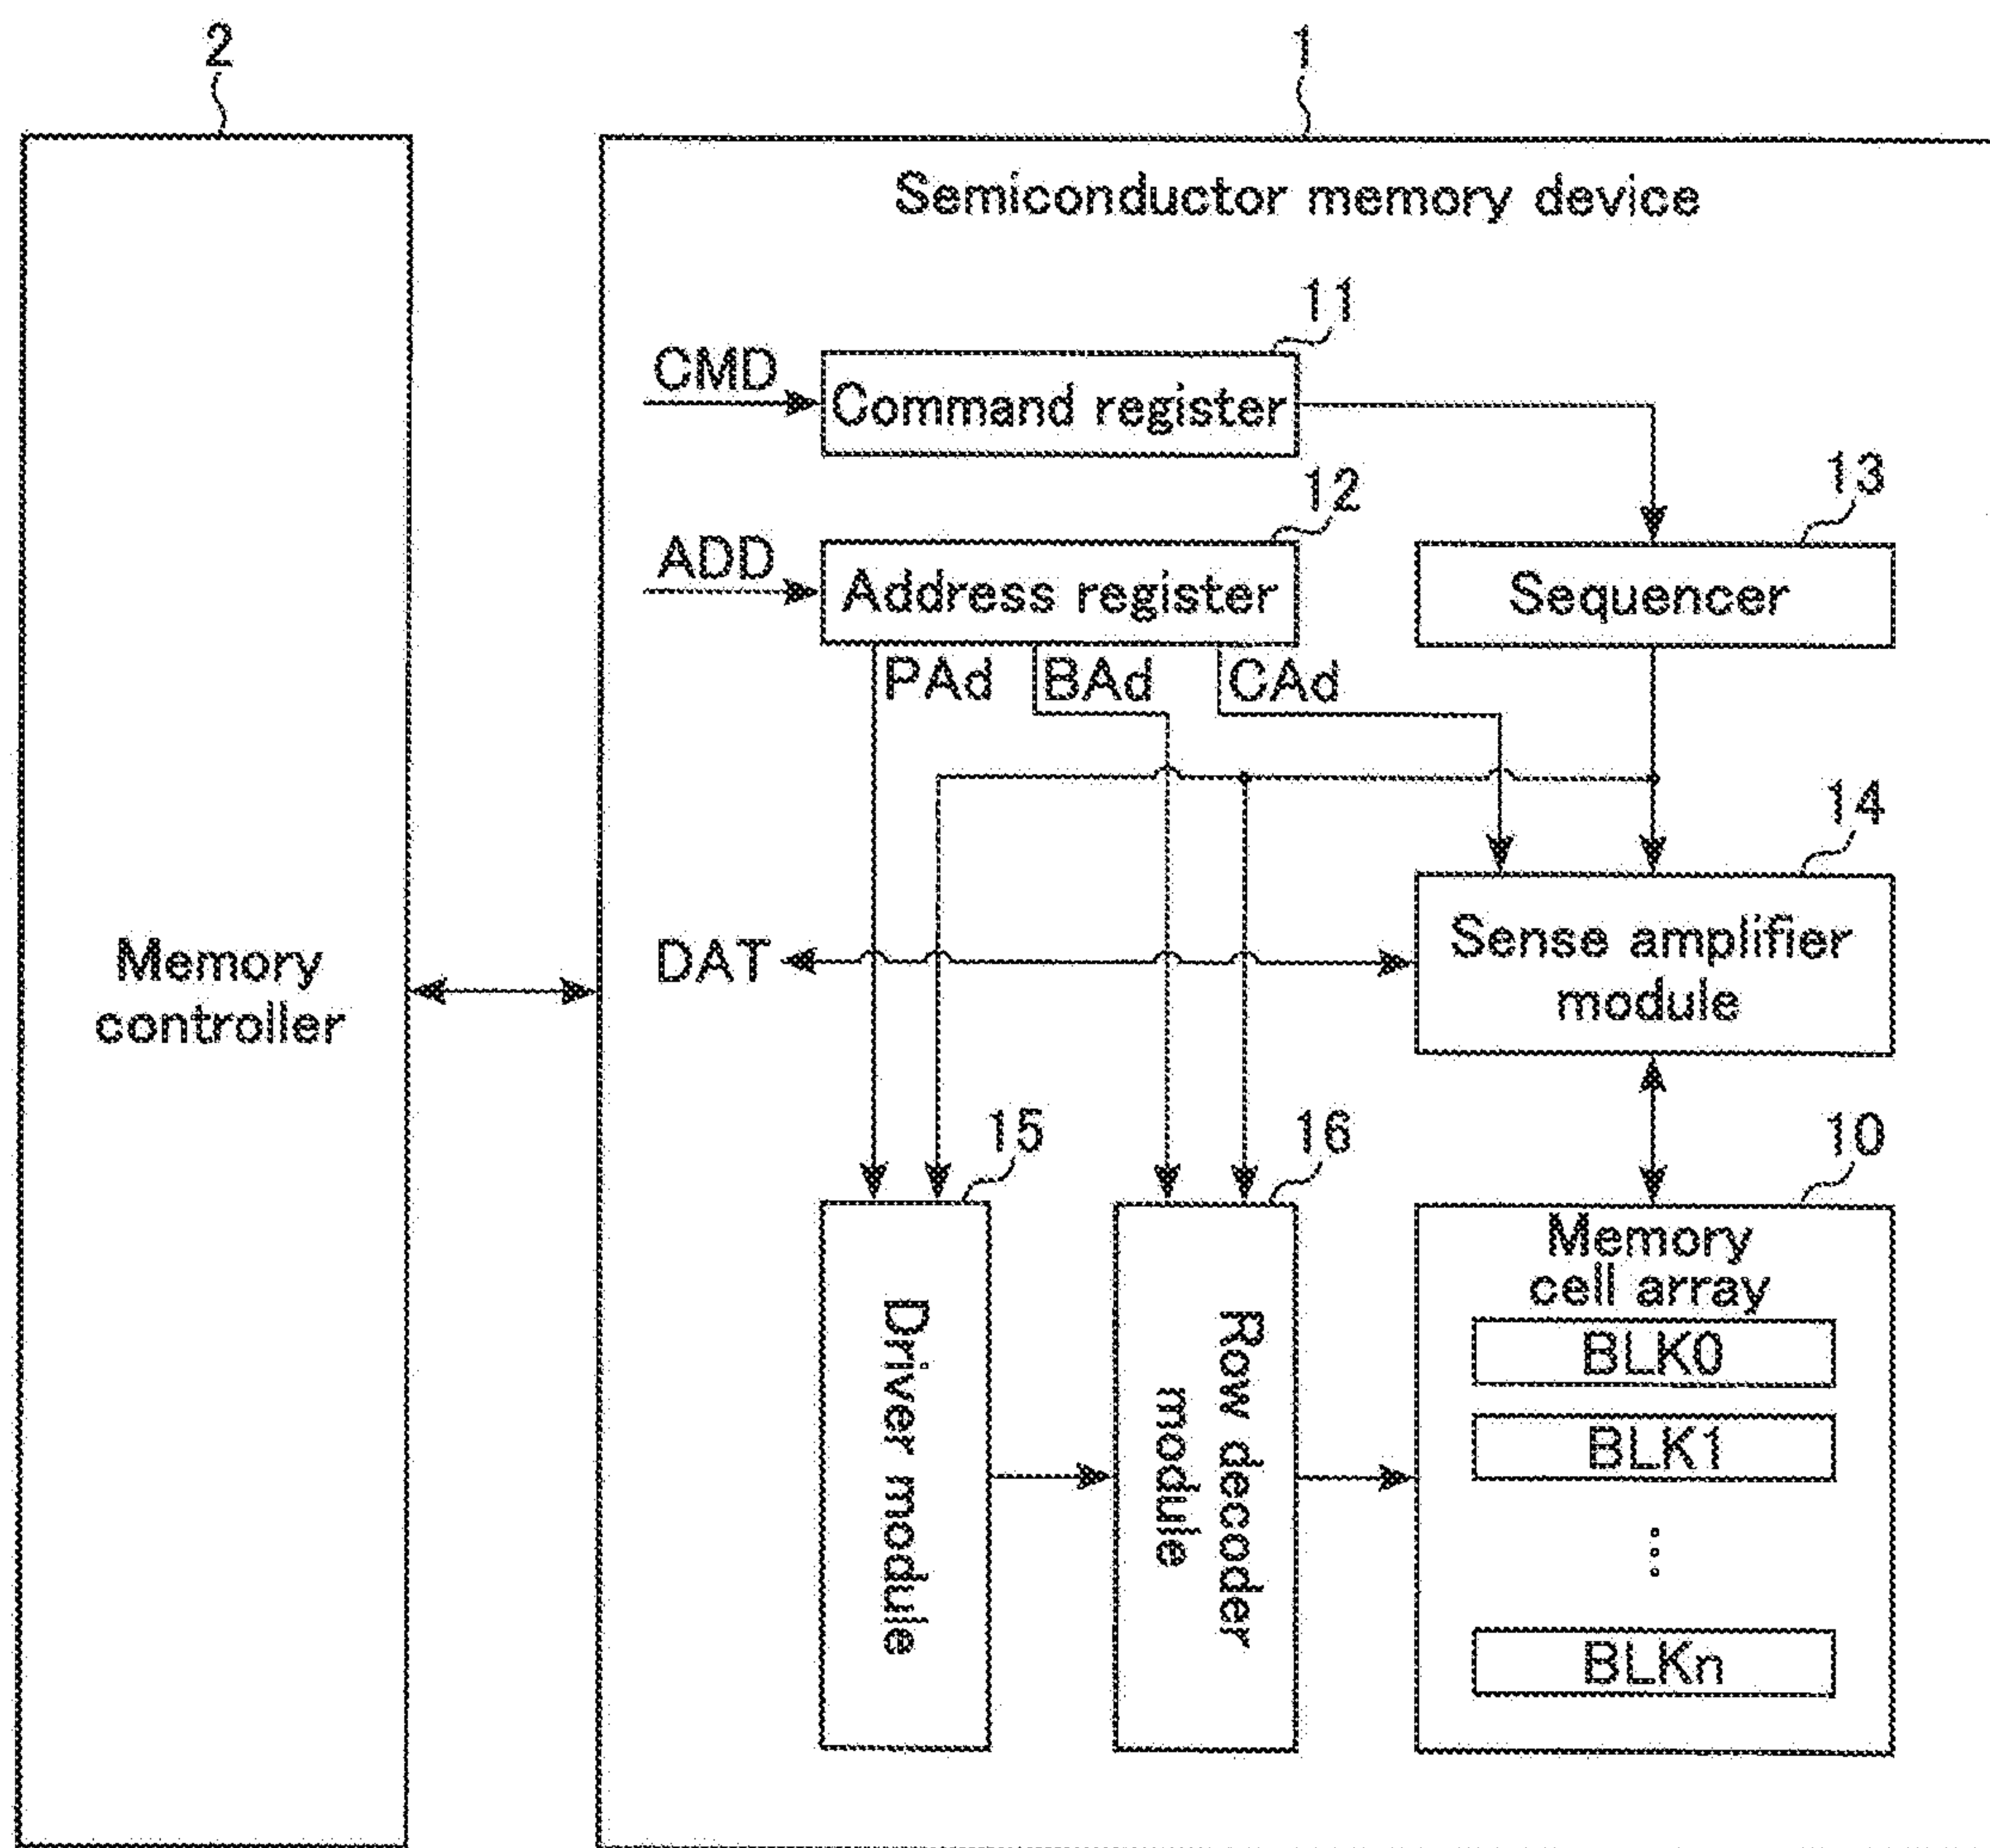 2
1
Semiconductor memory device
11
CMD
Command register
12
13
ADD
Address register
Sequencer
PAd
BAd
CAd
14
DAT
Sense amplifier
module
Memory
controller
15
16
10
Driver module
Row decoder
module
Memory
cell array
BLK0
BLK1
BLKn